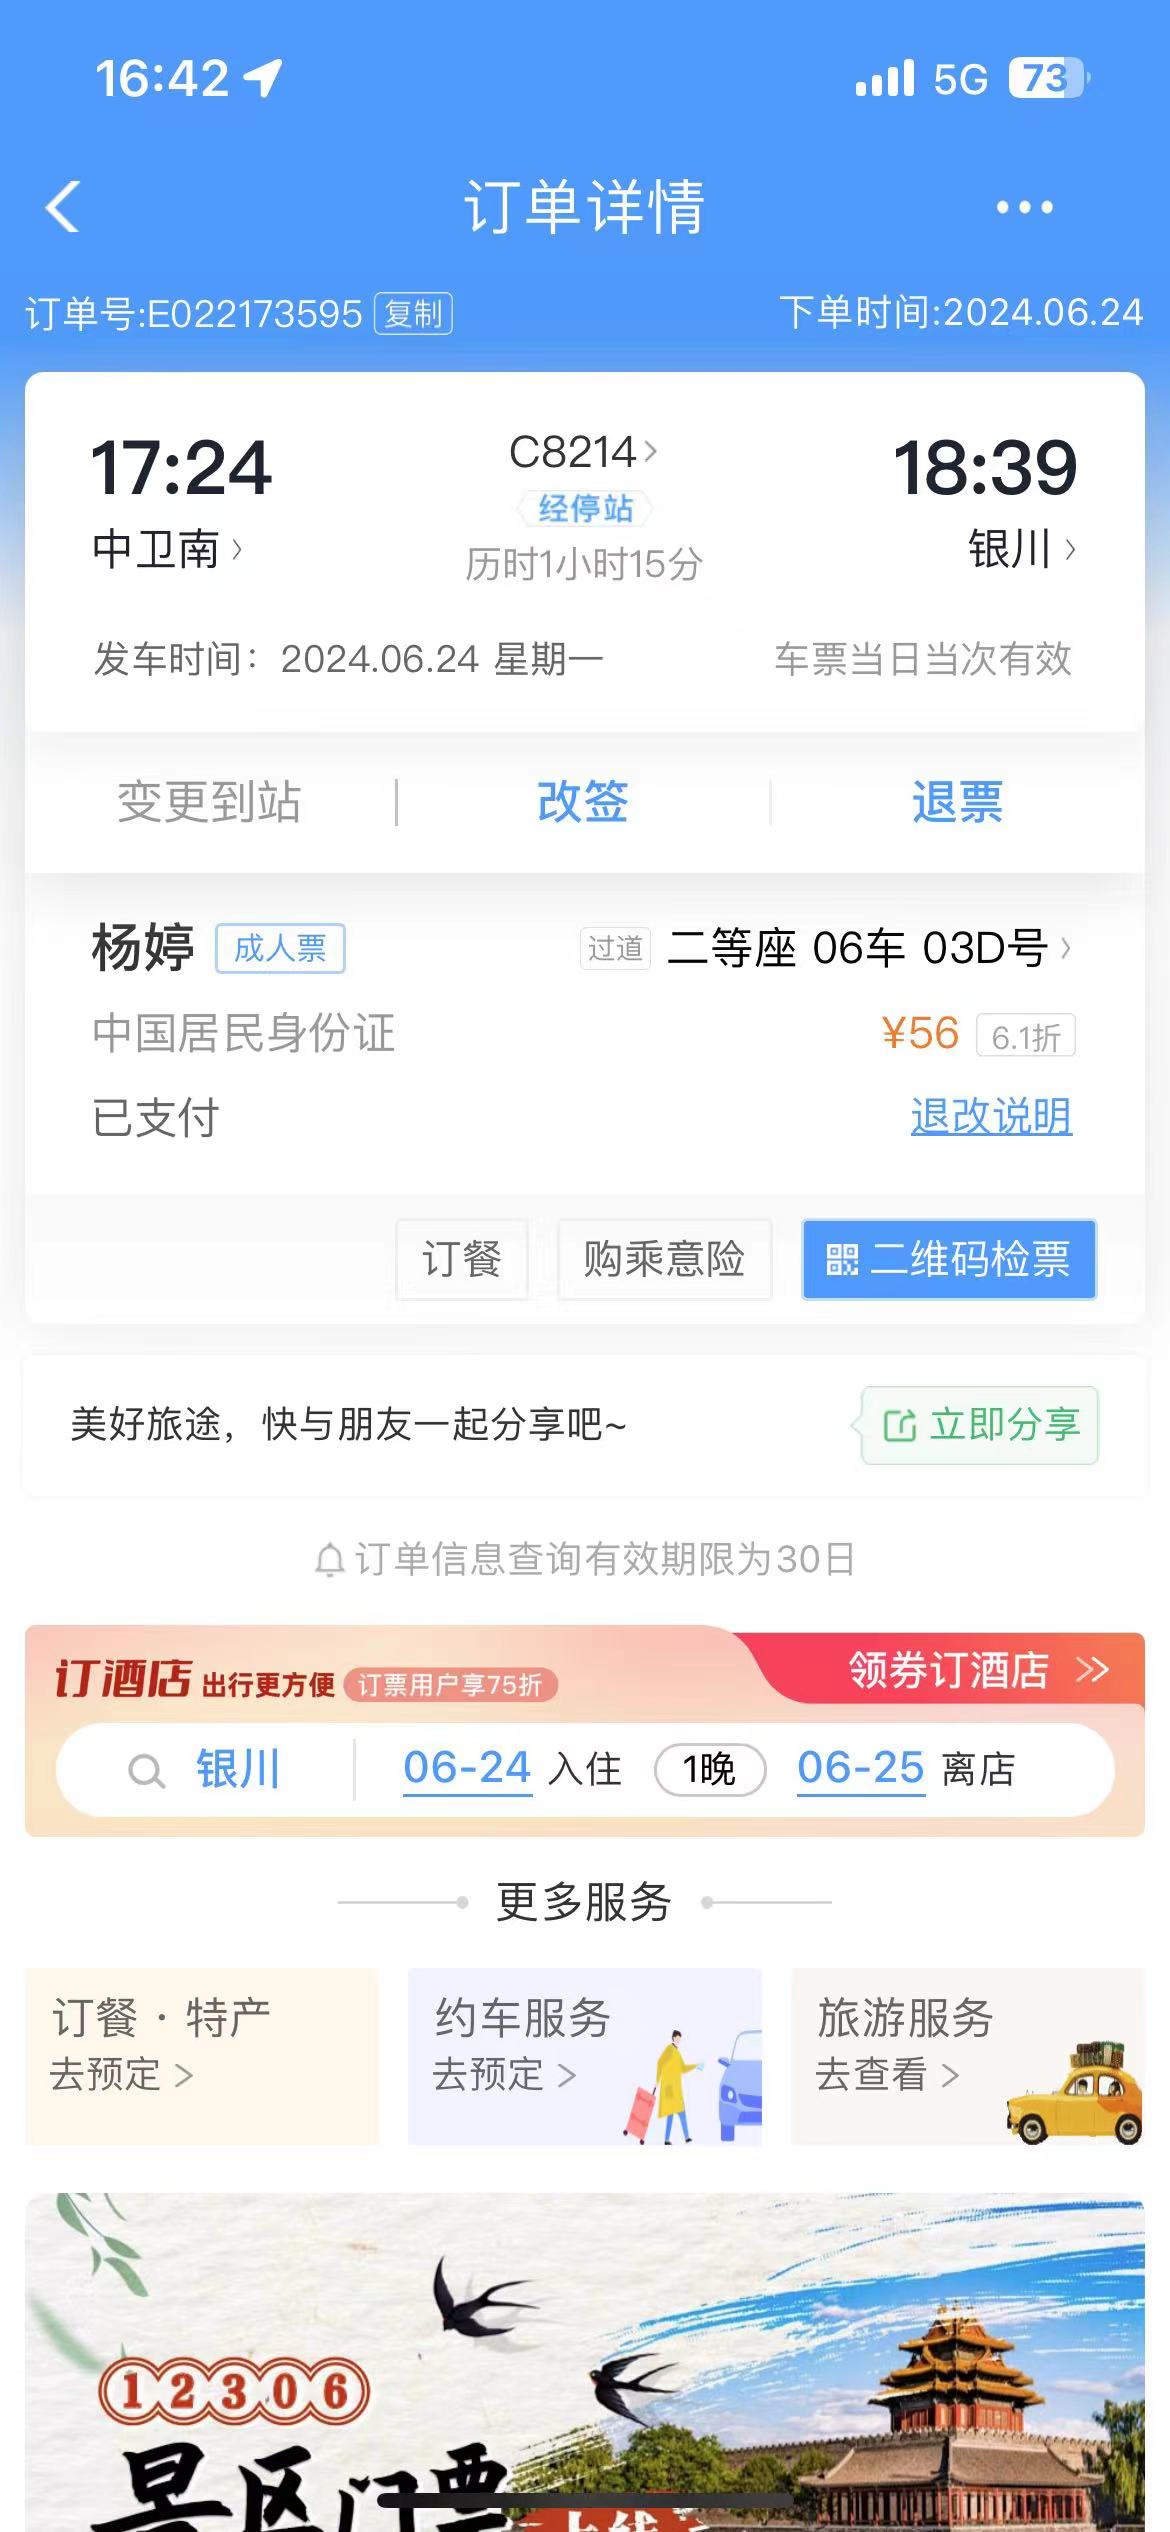 16:42 5G 73
订单详情
订单号:E022173595 复制 下单时间:2024.06.24
17:24 C8214 18:39
经停站
中卫南 历时1小时15分 银川
发车时间：2024.06.24 星期一 车票当日当次有效
变更到站 改签 退票
杨婷 成人票 过道 二等座 06车 03D号
中国居民身份证 ¥56 6.1折
已支付 退改说明
订餐 购乘意险 二维码检票
美好旅途，快与朋友一起分享吧~ 立即分享
订单信息查询有效期限为30日
订酒店 出行更方便 订票用户享75折 领券订酒店
银川 06-24 入住 1晚 06-25 离店
更多服务
订餐·特产 约车服务 旅游服务
去预定 > 去预定 > 去查看 >
12306
景区门票
上线